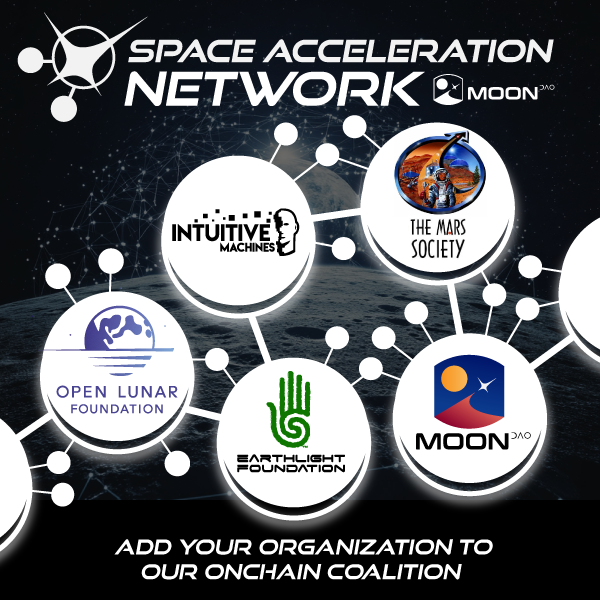 SPACE ACCELERATION
NETWORK
MOON DAO
INTUITIVE
MACHINES
THE MARS
SOCIETY
OPEN LUNAR
FOUNDATION
EARTHLIGHT
FOUNDATION
MOON DAO
ADD YOUR ORGANIZATION TO
OUR ONCHAIN COALITION